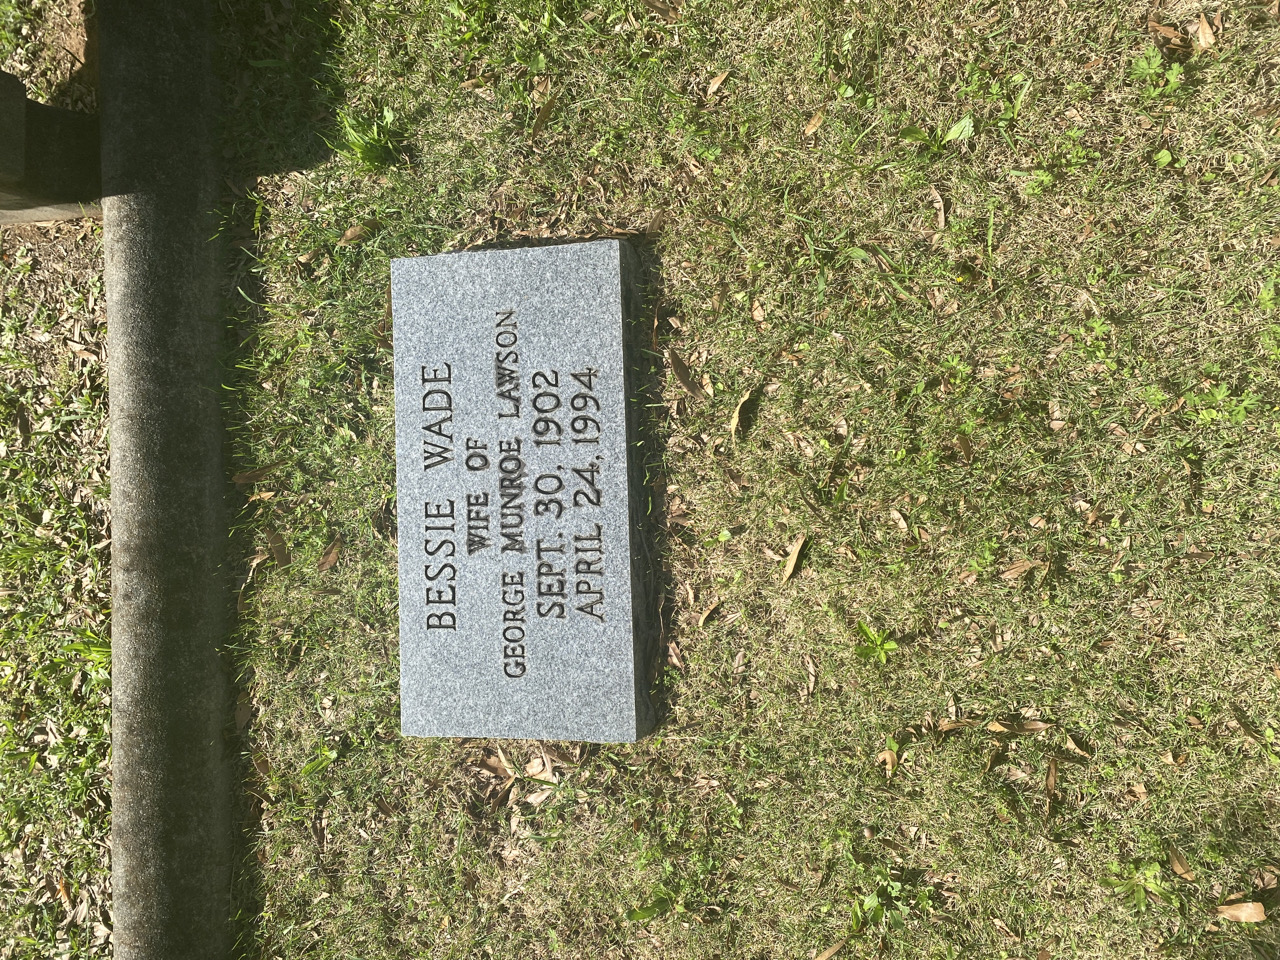 BESSIE WADE
WIFE OF
GEORGE MUNROE LAWSON
SEPT. 30, 1902
APRIL 24, 1994